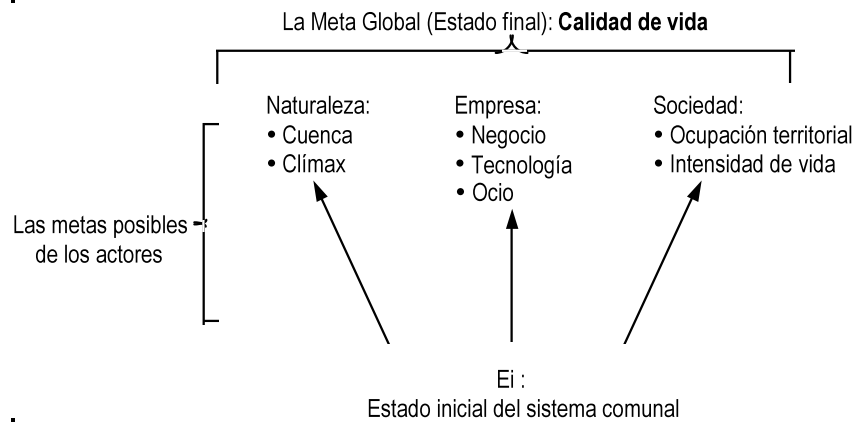 La Meta Global (Estado final): Calidad de vida
Naturaleza:
• Cuenca
• Clímax
Empresa:
• Negocio
• Tecnología
• Ocio
Sociedad:
• Ocupación territorial
• Intensidad de vida
Las metas posibles
de los actores
Ei :
Estado inicial del sistema comunal